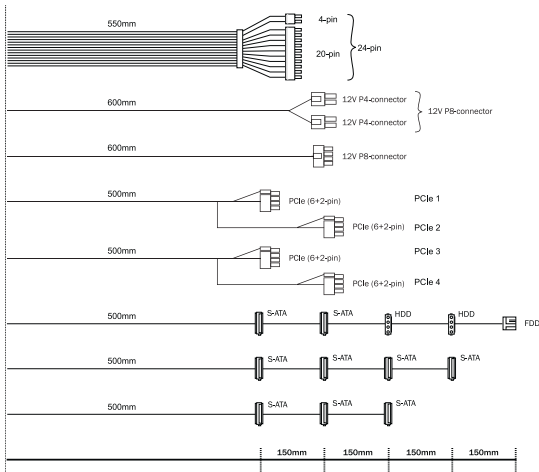 550mm
4-pin
20-pin
24-pin
600mm
12V P4-connector
12V P4-connector
12V P8-connector
600mm
12V P8-connector
500mm
PCIe (6+2-pin)
PCIe 1
PCIe (6+2-pin)
PCIe 2
500mm
PCIe (6+2-pin)
PCIe 3
PCIe (6+2-pin)
PCIe 4
500mm
S-ATA
S-ATA
HDD
HDD
FDD
500mm
S-ATA
S-ATA
S-ATA
S-ATA
500mm
S-ATA
S-ATA
S-ATA
150mm
150mm
150mm
150mm